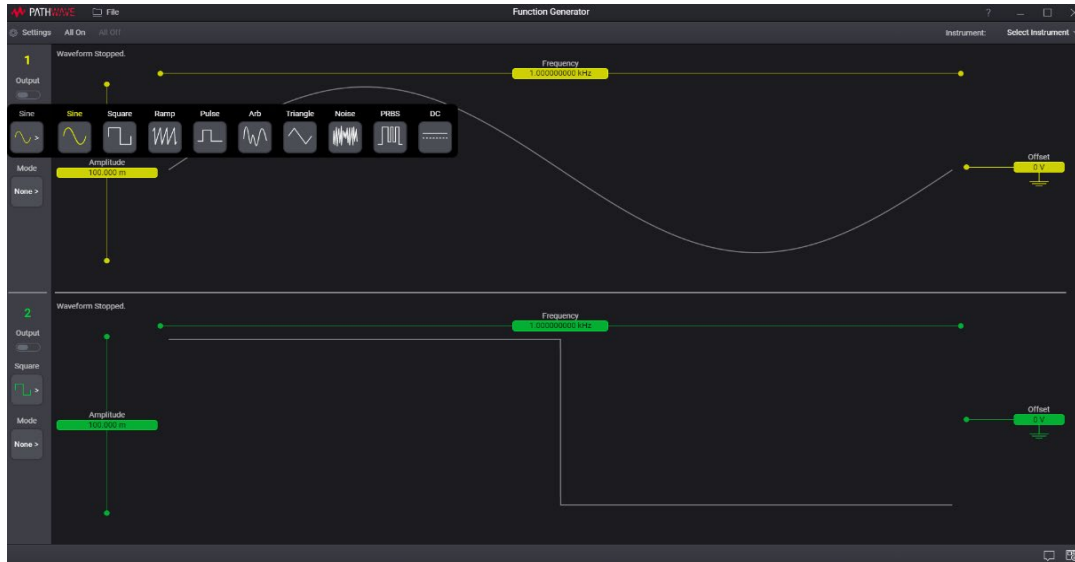 PATHWAVE File Function Generator ?
Settings All On All Off Instrument: Select Instrument
1 Waveform Stopped.
Frequency
1.000000000 kHz
Output
Sine Sine Square Ramp Pulse Arb Triangle Noise PRBS DC
Mode Amplitude Offset
100.000 m 0 V
None >
2 Waveform Stopped.
Frequency
1.000000000 kHz
Output
Square
Mode Amplitude Offset
100.000 m 0 V
None >